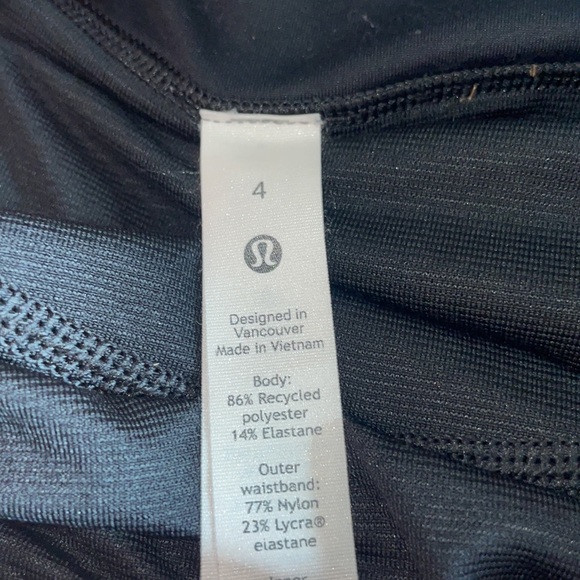 4
Designed in
Vancouver
Made in Vietnam
Body:
86% Recycled
polyester
14% Elastane
Outer
waistband:
77% Nylon
23% Lycra®
elastane
Inner